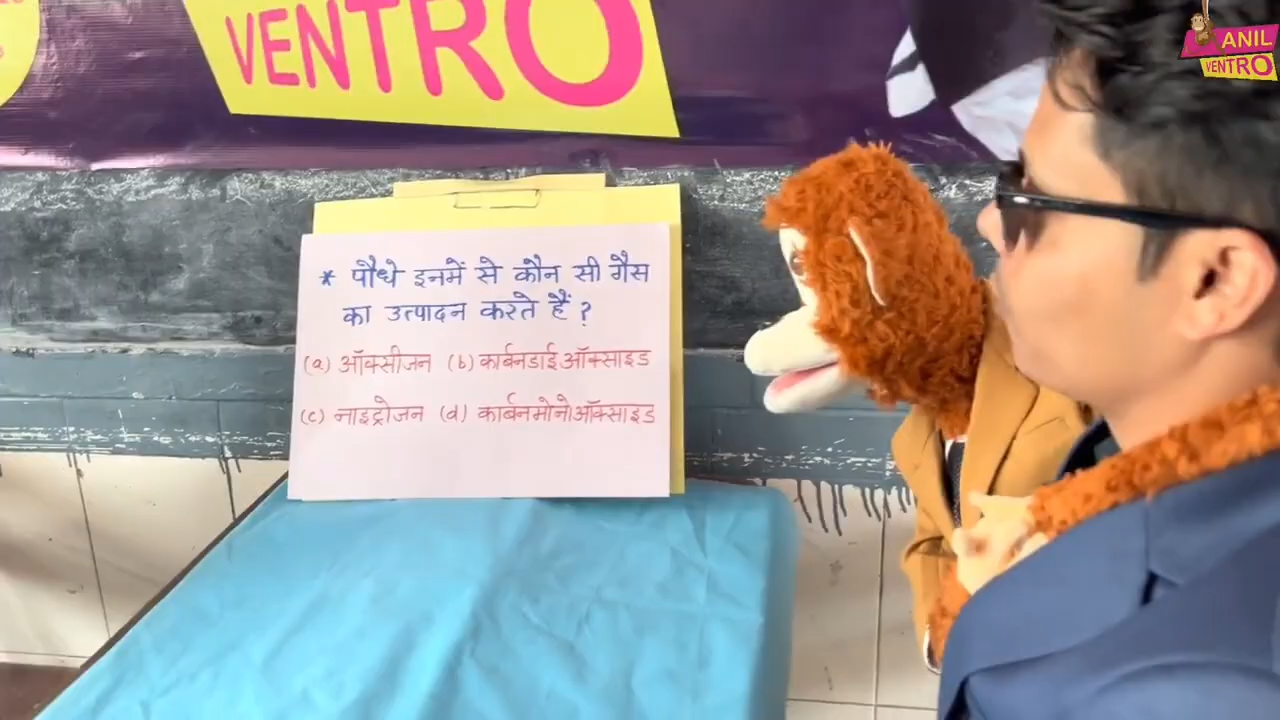 VENTRO
ANIL
VENTRO
* पौधे इनमें से कौन सी गैस
का उत्पादन करते हैं ?
(a) ऑक्सीजन (b) कार्बनडाईऑक्साइड
(c) नाइट्रोजन (d) कार्बनमोनोऑक्साइड